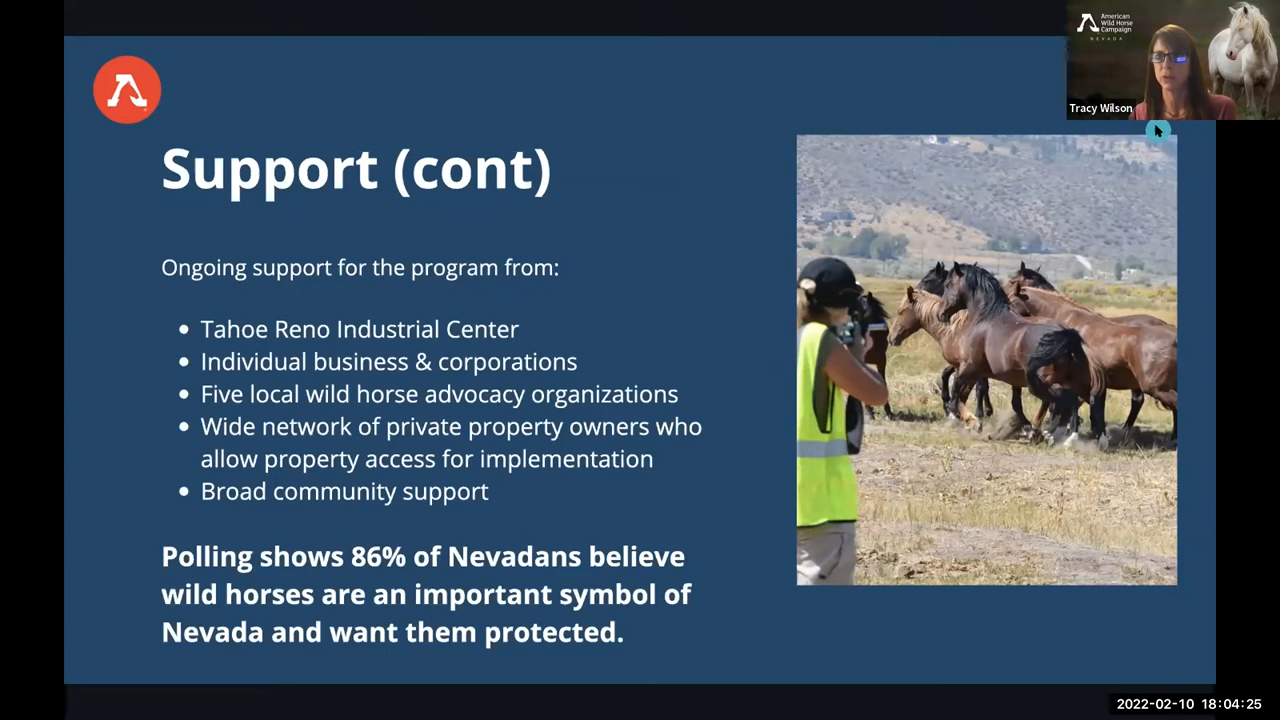 American
Wild Horse
Campaign
NEVADA
Tracy Wilson
Support (cont)
Ongoing support for the program from:
• Tahoe Reno Industrial Center
• Individual business & corporations
• Five local wild horse advocacy organizations
• Wide network of private property owners who
allow property access for implementation
• Broad community support
Polling shows 86% of Nevadans believe
wild horses are an important symbol of
Nevada and want them protected.
2022-02-10 18:04:25